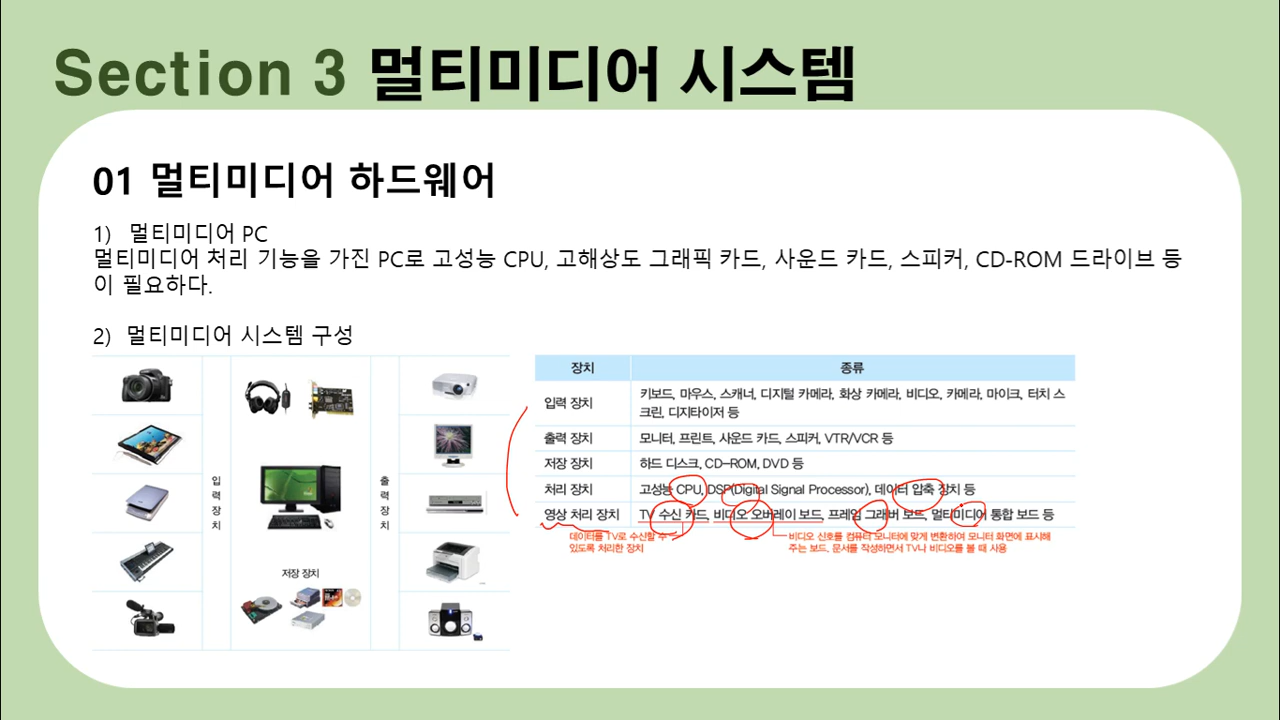 Section 3 멀티미디어 시스템
01 멀티미디어 하드웨어
1) 멀티미디어 PC
멀티미디어 처리 기능을 가진 PC로 고성능 CPU, 고해상도 그래픽 카드, 사운드 카드, 스피커, CD-ROM 드라이브 등
이 필요하다.
2) 멀티미디어 시스템 구성
입력장치
저장 장치
출력장치
장치 종류
입력 장치 키보드, 마우스, 스캐너, 디지털 카메라, 화상 카메라, 비디오, 카메라, 마이크, 터치 스
크린, 디지타이저 등
출력 장치 모니터, 프린트, 사운드 카드, 스피커, VTR/VCR 등
저장 장치 하드 디스크, CD-ROM, DVD 등
처리 장치 고성능 CPU, DSP(Digital Signal Processor), 데이터 압축 장치 등
영상 처리 장치 TV 수신 카드, 비디오 오버레이 보드, 프레임 그래버 보드, 멀티미디어 통합 보드 등
데이터를 TV로 수신할 수
있도록 처리한 장치
비디오 신호를 컴퓨터 모니터에 맞게 변환하여 모니터 화면에 표시해
주는 보드, 문서를 작성하면서 TV나 비디오를 볼 때 사용